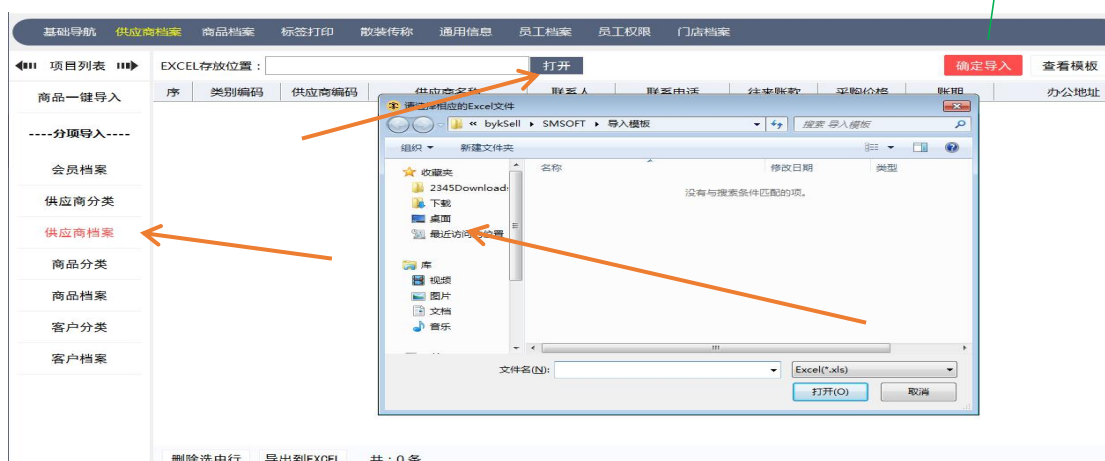 基础导航 供应商档案 商品档案 标签打印 散装传称 通用信息 员工档案 员工权限 门店档案
项目列表 EXCEL存放位置： 打开 确定导入 查看模板
商品一键导入
----分项导入----
会员档案
供应商分类
供应商档案
商品分类
商品档案
客户分类
客户档案
序 类别编码 供应商编码 供应商名称 联系人 联系电话 往来账款 采购价格 账期 办公地址
请选择相应的Excel文件
« bykSell SMSOFT 导入模板 搜索 导入模板
组织 新建文件夹
名称 修改日期 类型
没有与搜索条件匹配的项。
收藏夹
2345Download
下载
桌面
最近访问的位置
库
视频
图片
文档
音乐
文件名(N): Excel(*.xls)
打开(O) 取消
删除选中行 导出到EXCEL 共：0 条